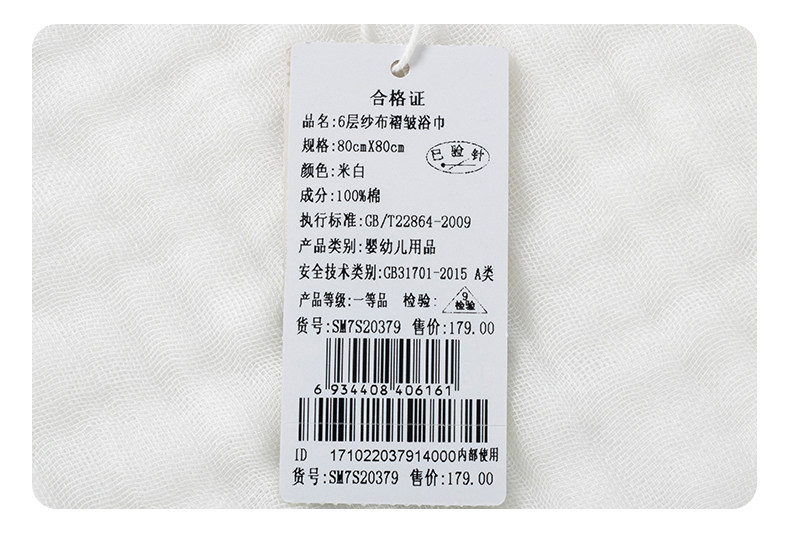 合格证
品名:6层纱布褶皱浴巾
规格:80cmX80cm
已验针
颜色:米白
成分:100%棉
执行标准:GB/T22864-2009
产品类别:婴幼儿用品
安全技术类别:GB31701-2015 A类
产品等级:一等品 检验: 9 检验
货号:SM7S20379 售价:179.00
6 934408 406161
ID 171022037914000内部使用
货号:SM7S20379 售价:179.00